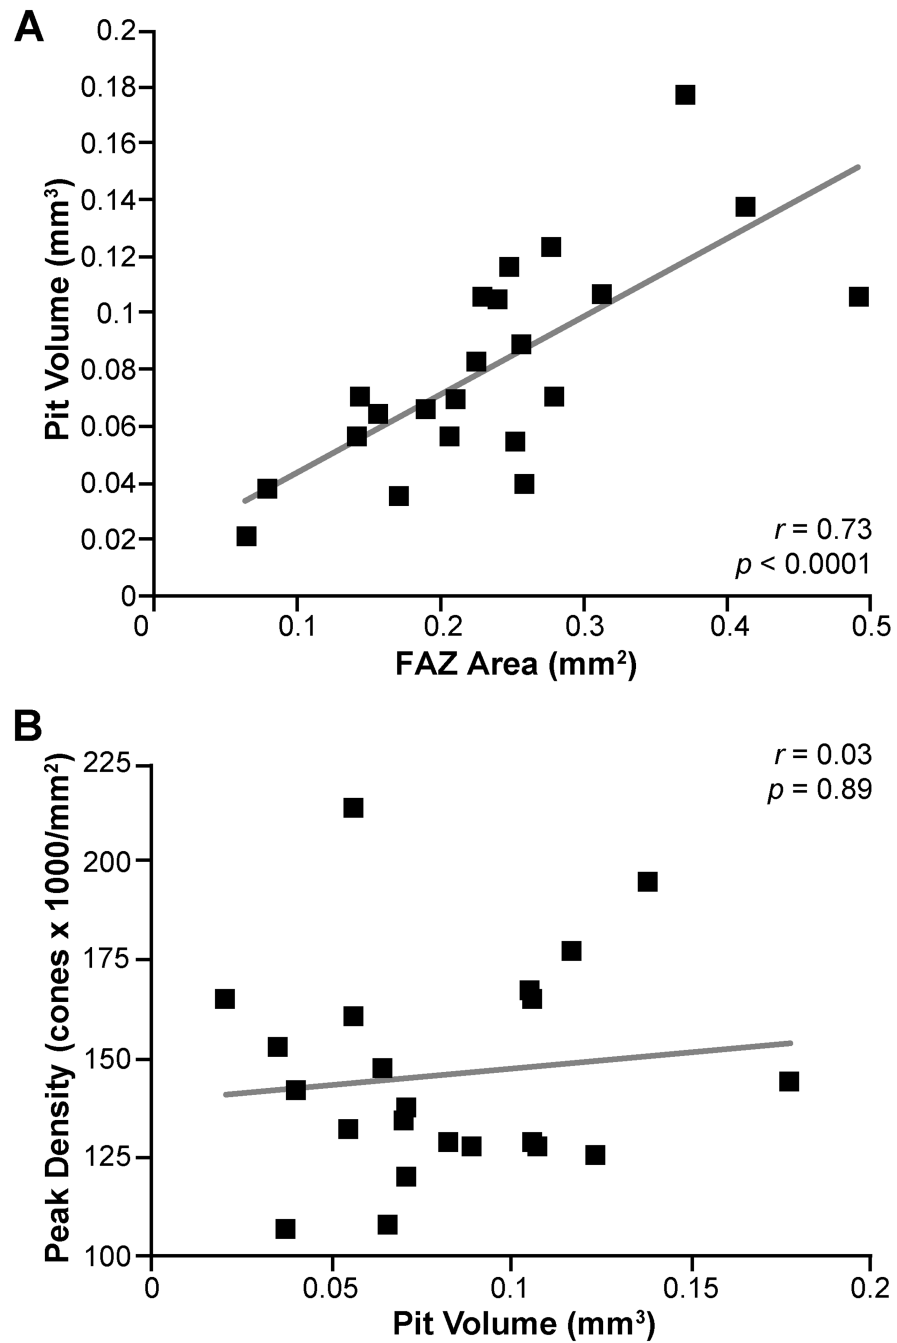 A
0.2
0.18
0.16
0.14
0.12
0.1
0.08
0.06
0.04
0.02
0
Pit Volume (mm³)
r = 0.73
p < 0.0001
0 0.1 0.2 0.3 0.4 0.5
FAZ Area (mm²)
B
r = 0.03
p = 0.89
225
200
175
150
125
100
Peak Density (cones x 1000/mm²)
0 0.05 0.1 0.15 0.2
Pit Volume (mm³)